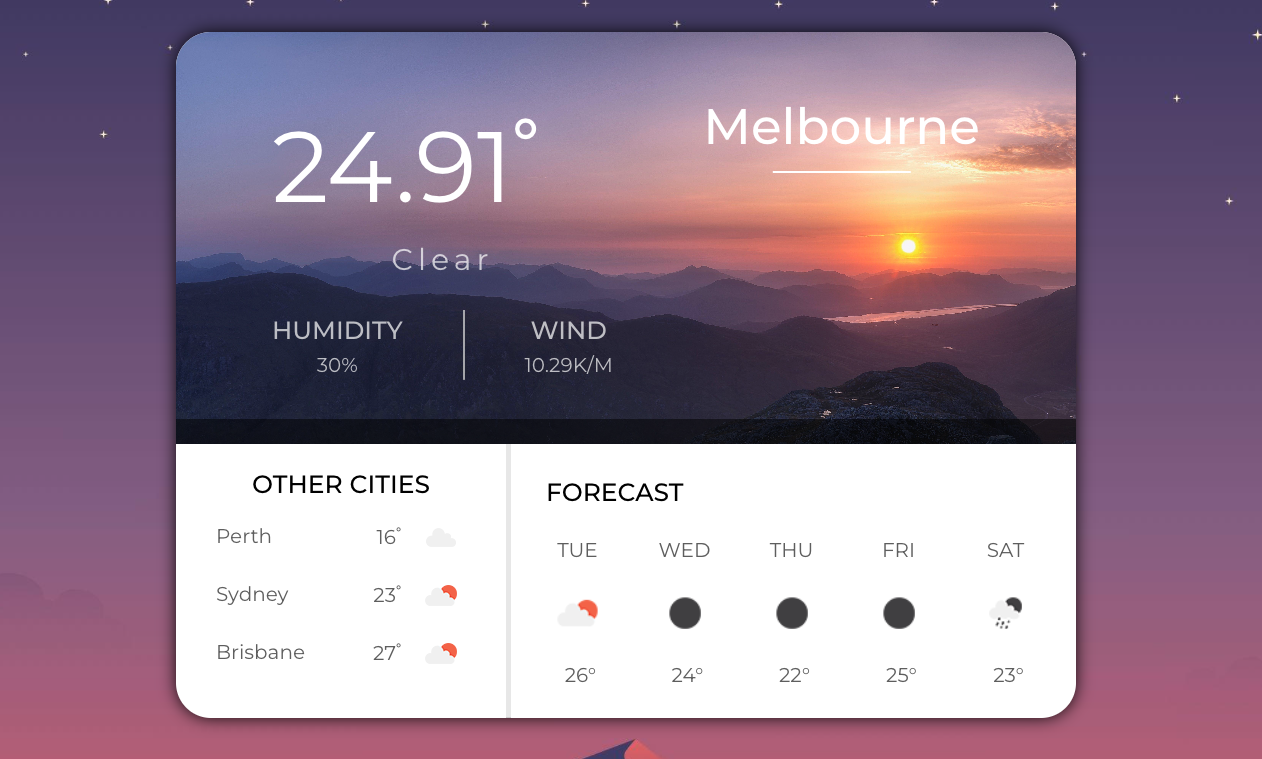 24.91°
Melbourne
Clear
HUMIDITY WIND
30% 10.29K/M
OTHER CITIES
Perth 16°
Sydney 23°
Brisbane 27°
FORECAST
TUE WED THU FRI SAT
26° 24° 22° 25° 23°